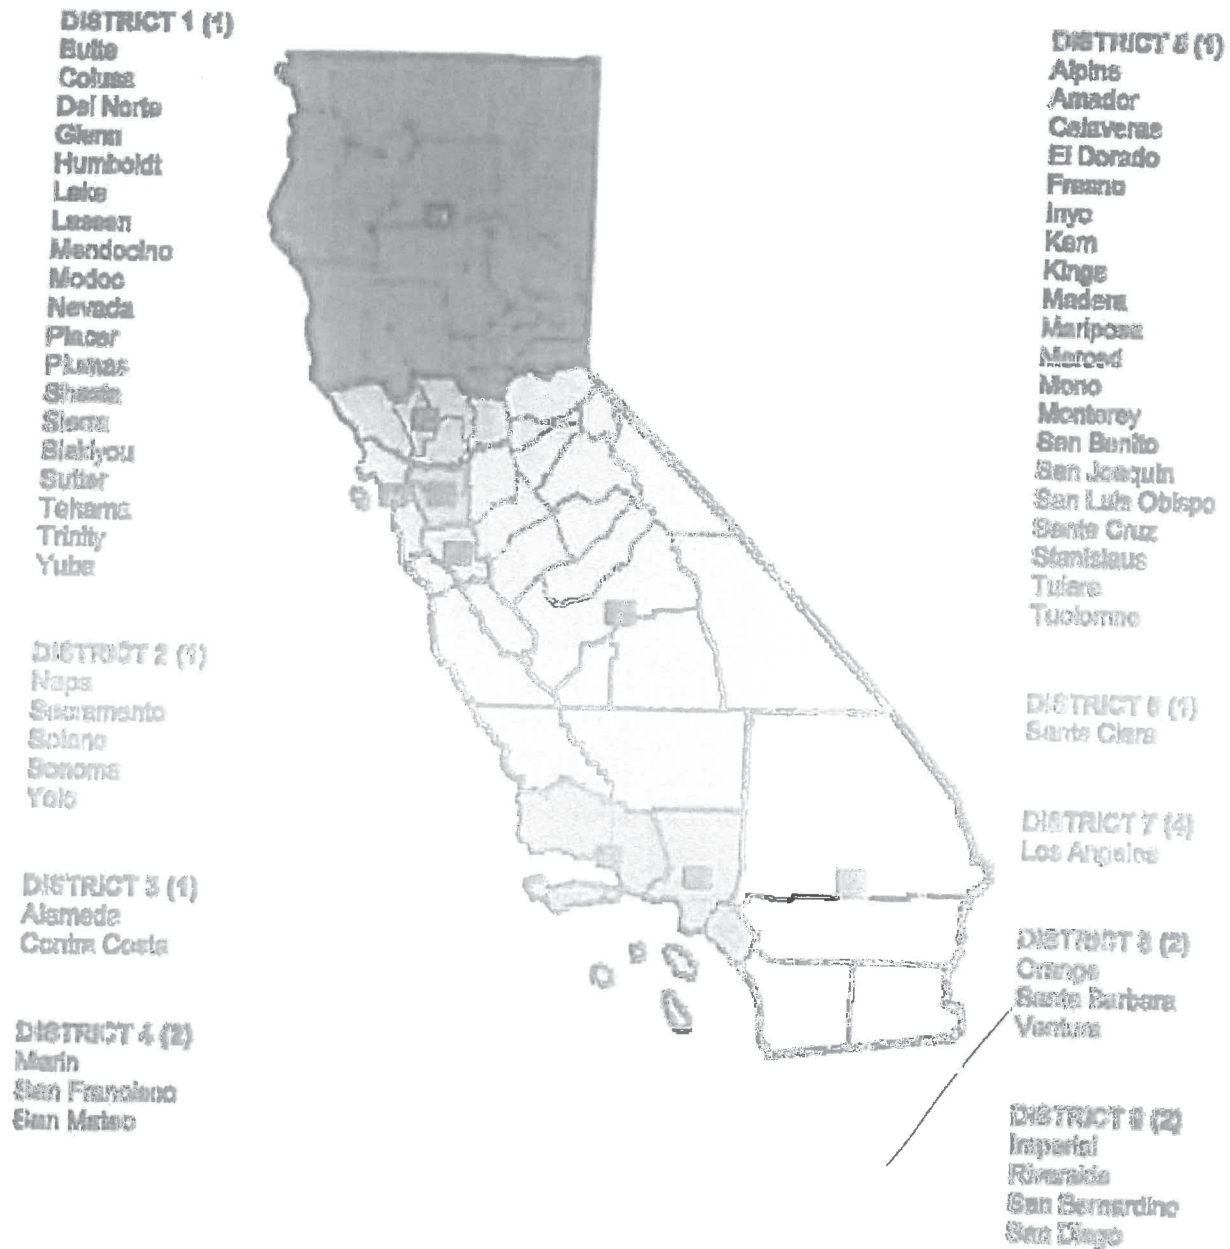 DISTRICT 1 (1)
Butte
Colusa
Del Norte
Glenn
Humboldt
Lake
Lassen
Mendocino
Modoc
Nevada
Placer
Plumas
Shasta
Sierra
Siskiyou
Sutter
Tehama
Trinity
Yuba
DISTRICT 2 (1)
Napa
Sacramento
Solano
Sonoma
Yolo
DISTRICT 3 (1)
Alameda
Contra Costa
DISTRICT 4 (2)
Marin
San Francisco
San Mateo
DISTRICT 5 (1)
Alpine
Amador
Calaveras
El Dorado
Fresno
Inyo
Kern
Kings
Madera
Mariposa
Merced
Mono
Monterey
San Benito
San Joaquin
San Luis Obispo
Santa Cruz
Stanislaus
Tulare
Tuolomne
DISTRICT 6 (1)
Santa Clara
DISTRICT 7 (4)
Los Angeles
DISTRICT 8 (2)
Orange
Santa Barbara
Ventura
DISTRICT 9 (2)
Imperial
Riverside
San Bernardino
San Diego